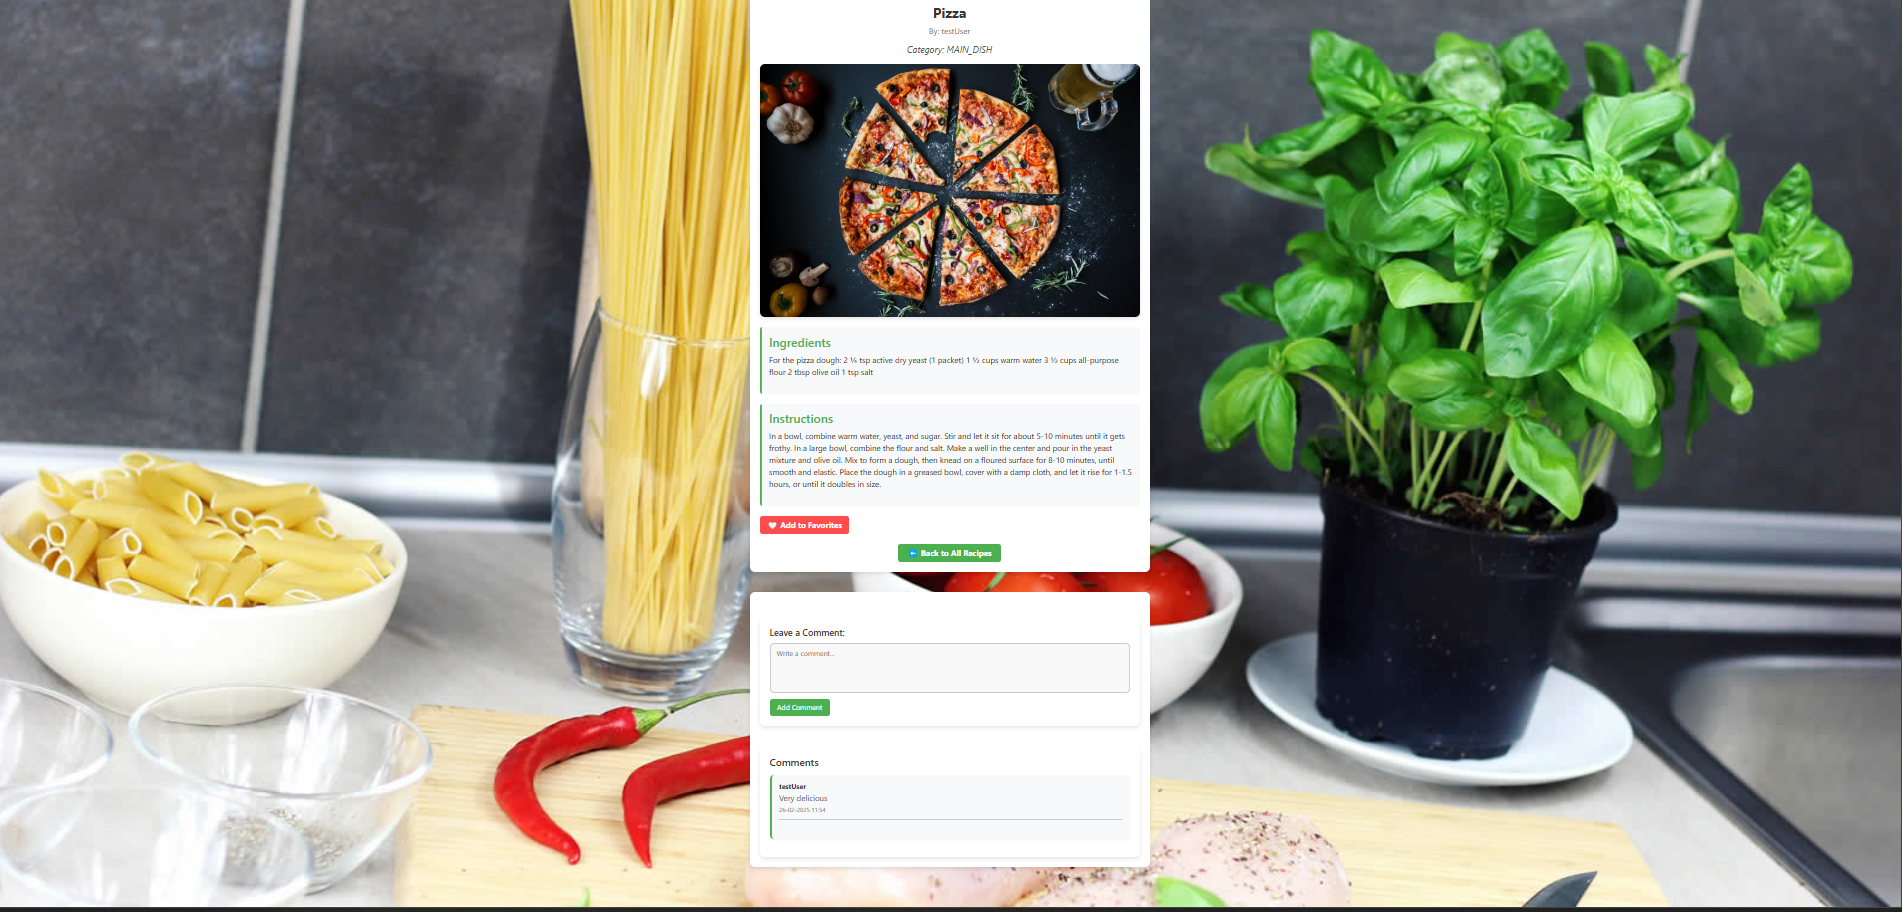 Pizza
By: testUser
Category: MAIN_DISH
Ingredients
For the pizza dough: 2 ¼ tsp active dry yeast (1 packet) 1 ½ cups warm water 3 ½ cups all-purpose
flour 2 tbsp olive oil 1 tsp salt
Instructions
In a bowl, combine warm water, yeast, and sugar. Stir and let it sit for about 5-10 minutes until it gets
frothy. In a large bowl, combine the flour and salt. Make a well in the center and pour in the yeast
mixture and olive oil. Mix to form a dough, then knead on a floured surface for 8-10 minutes, until
smooth and elastic. Place the dough in a greased bowl, cover with a damp cloth, and let it rise for 1-1.5
hours, or until it doubles in size.
Add to Favorites
Back to All Recipes
Leave a Comment:
Write a comment...
Add Comment
Comments
testUser
Very delicious
26-02-2025 11:54